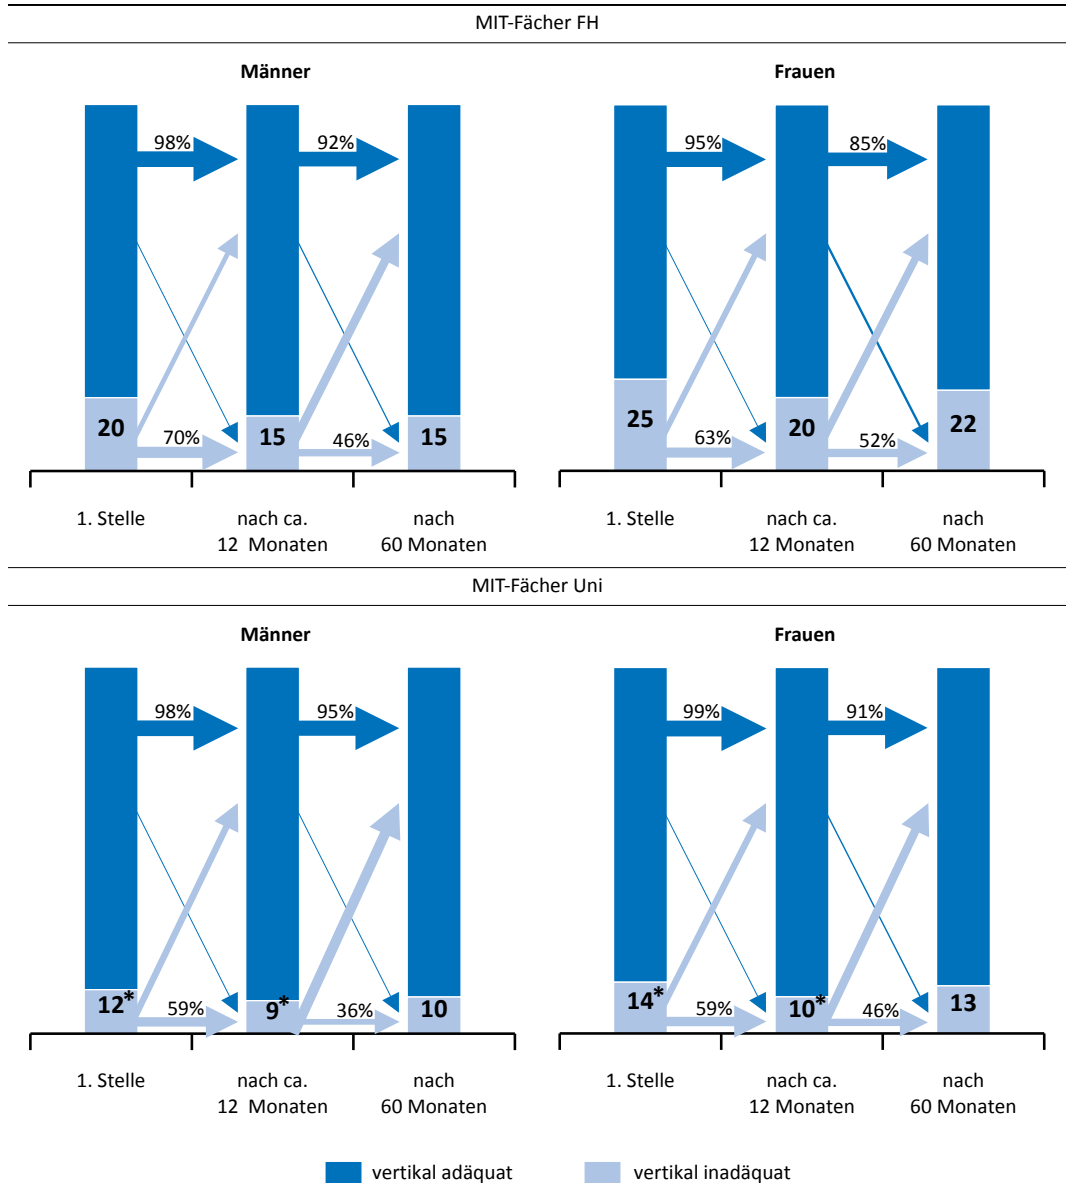 MIT-Fächer FH
Männer
98%
92%
20
70%
15
46%
15
1. Stelle
nach ca.
12 Monaten
nach
60 Monaten
Frauen
95%
85%
25
63%
20
52%
22
1. Stelle
nach ca.
12 Monaten
nach
60 Monaten
MIT-Fächer Uni
Männer
98%
95%
12*
59%
9*
36%
10
1. Stelle
nach ca.
12 Monaten
nach
60 Monaten
Frauen
99%
91%
14*
59%
10*
46%
13
1. Stelle
nach ca.
12 Monaten
nach
60 Monaten
vertikal adäquat
vertikal inadäquat